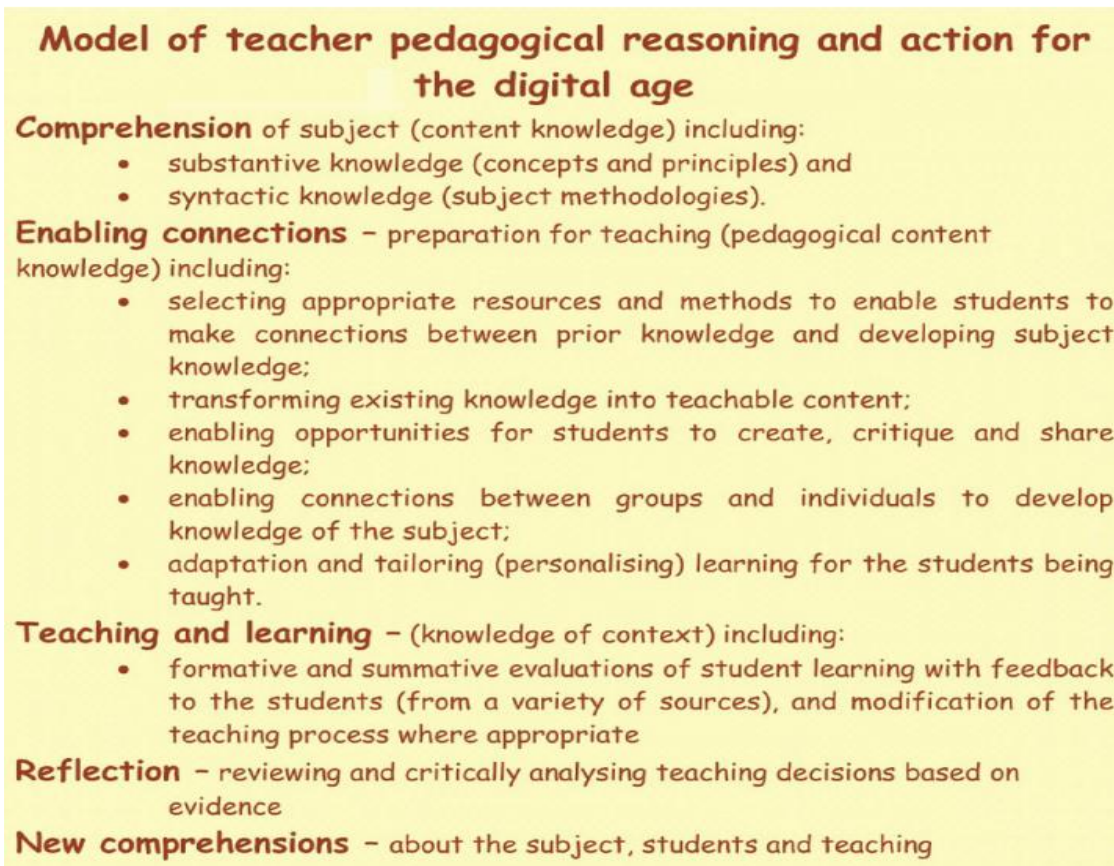 Model of teacher pedagogical reasoning and action for
the digital age
Comprehension of subject (content knowledge) including:
• substantive knowledge (concepts and principles) and
• syntactic knowledge (subject methodologies).
Enabling connections – preparation for teaching (pedagogical content
knowledge) including:
• selecting appropriate resources and methods to enable students to
make connections between prior knowledge and developing subject
knowledge;
• transforming existing knowledge into teachable content;
• enabling opportunities for students to create, critique and share
knowledge;
• enabling connections between groups and individuals to develop
knowledge of the subject;
• adaptation and tailoring (personalising) learning for the students being
taught.
Teaching and learning – (knowledge of context) including:
• formative and summative evaluations of student learning with feedback
to the students (from a variety of sources), and modification of the
teaching process where appropriate
Reflection – reviewing and critically analysing teaching decisions based on
evidence
New comprehensions – about the subject, students and teaching